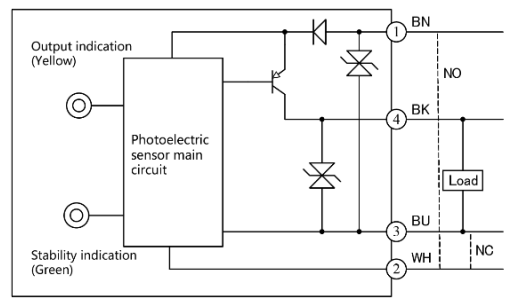 Output indication
(Yellow)
Photoelectric
sensor main
circuit
Stability indication
(Green)
1 BN
NO
4 BK
Load
3 BU
2 WH
NC